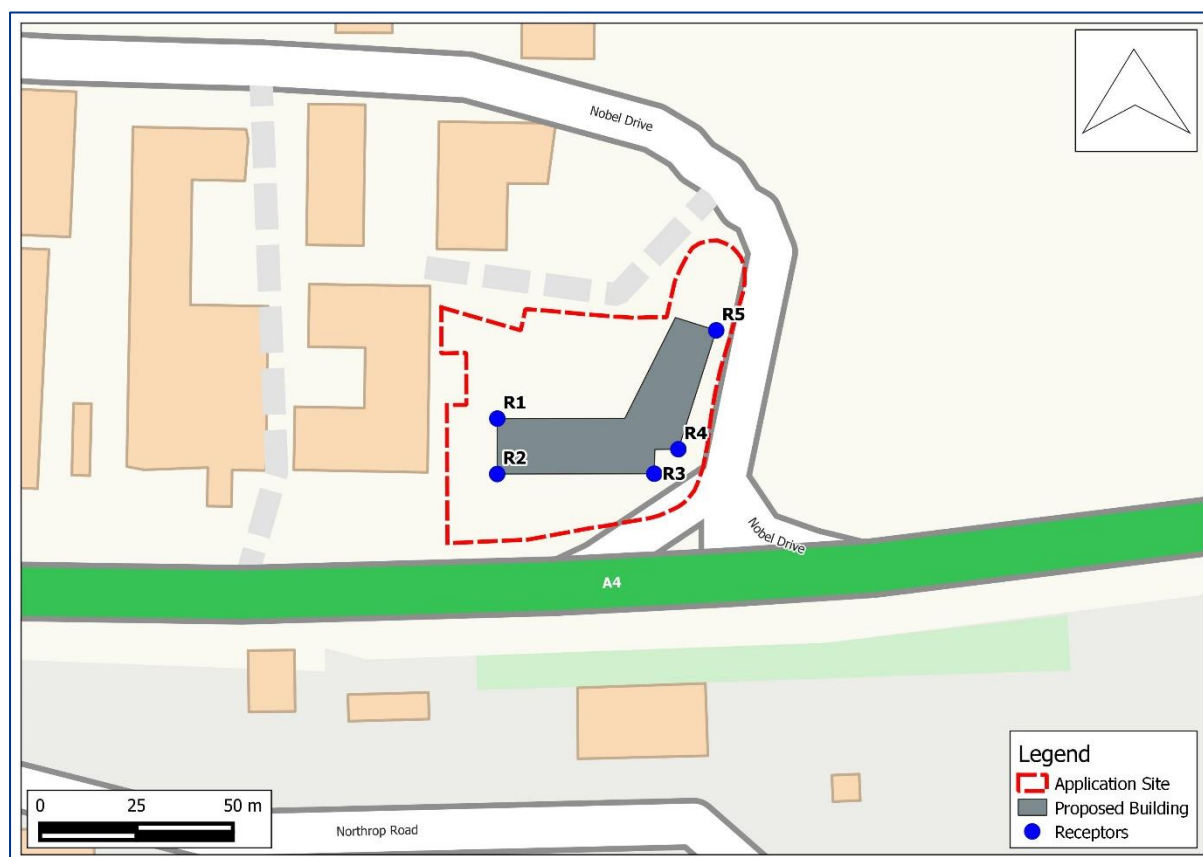 Nobel Drive
R5
R1
R4
R2
R3
Nobel Drive
A4
Legend
Application Site
Proposed Building
Receptors
0 25 50 m
Northrop Road